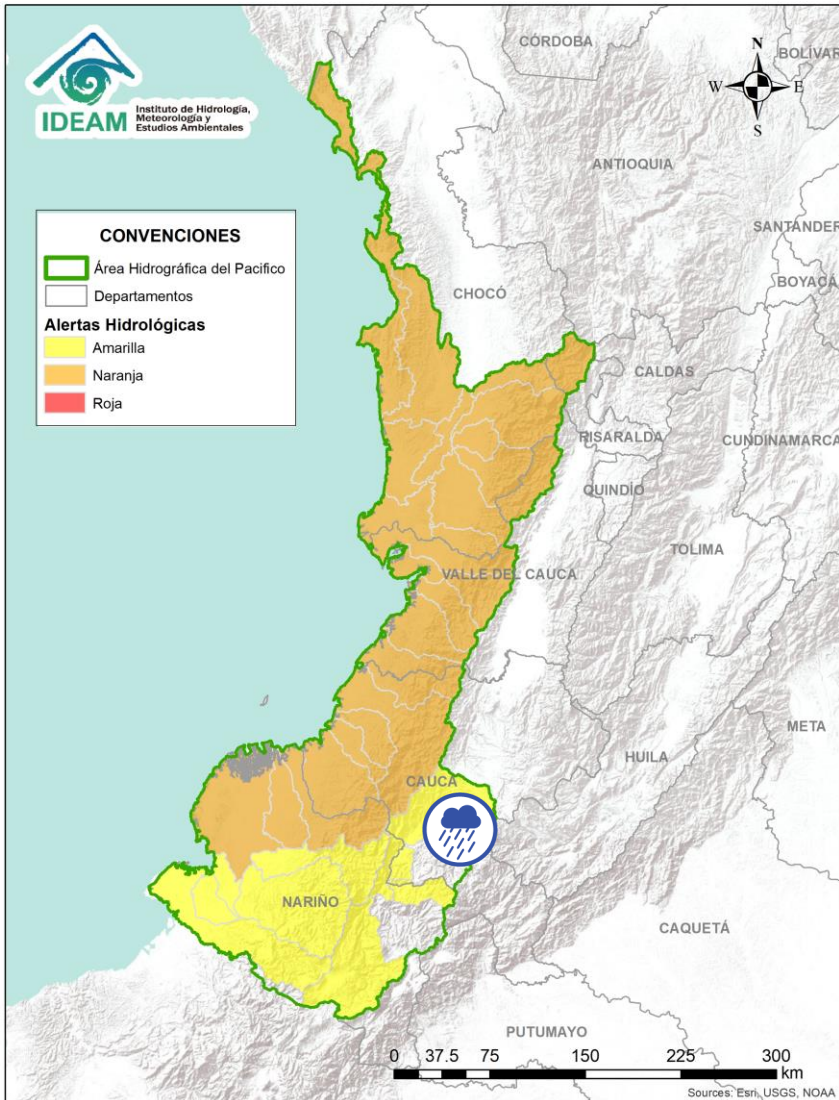 CÓRDOBA
BOLÍVAR
IDEAM
Instituto de Hidrología,
Meteorología y
Estudios Ambientales
N
W E
S
ANTIOQUIA
SANTANDER
CONVENCIONES
Área Hidrográfica del Pacifico
Departamentos
Alertas Hidrológicas
Amarilla
Naranja
Roja
BOYACÁ
CHOCÓ
CALDAS
RISARALDA
CUNDINAMARCA
QUINDÍO
TOLIMA
VALLE DEL CAUCA
META
HUILA
CAUCA
NARIÑO
CAQUETÁ
PUTUMAYO
0 37.5 75 150 225 300
km
Sources: Esri, USGS, NOAA